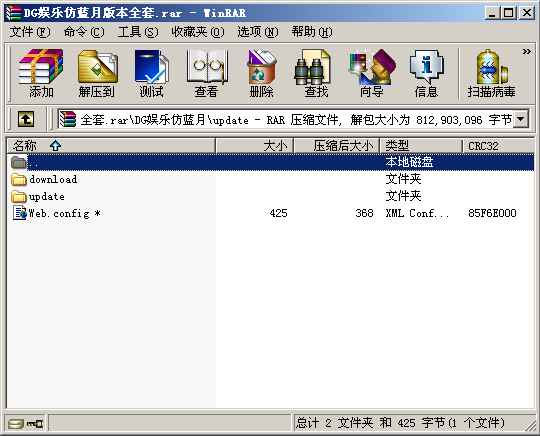 DG娱乐仿蓝月版本全套.rar - WinRAR
文件(F) 命令(C) 工具(S) 收藏夹(O) 选项(N) 帮助(H)
添加 解压到 测试 查看 删除 查找 向导 信息 扫描病毒
全套.rar\DG娱乐仿蓝月\update - RAR 压缩文件, 解包大小为 812,903,096 字节
名称 大小 压缩后大小 类型 CRC32
.. 本地磁盘
download 文件夹
update 文件夹
Web.config * 425 368 XML Conf... 85F6E000
总计 2 文件夹 和 425 字节(1 个文件)